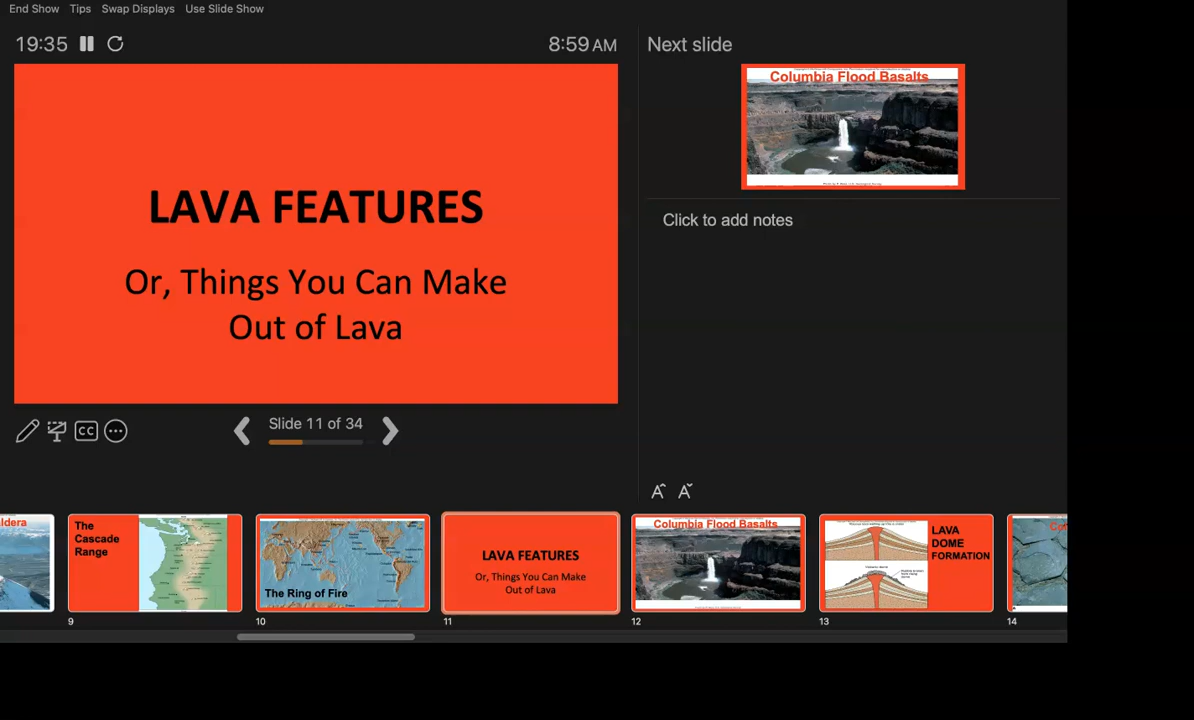 End Show Tips Swap Displays Use Slide Show
19:35
8:59 AM
Next slide
LAVA FEATURES
Or, Things You Can Make
Out of Lava
Columbia Flood Basalts
Click to add notes
CC
Slide 11 of 34
A A
ldera
The
Cascade
Range
9
The Ring of Fire
10
LAVA FEATURES
Or, Things You Can Make
Out of Lava
11
Columbia Flood Basalts
12
LAVA
DOME
FORMATION
13
14